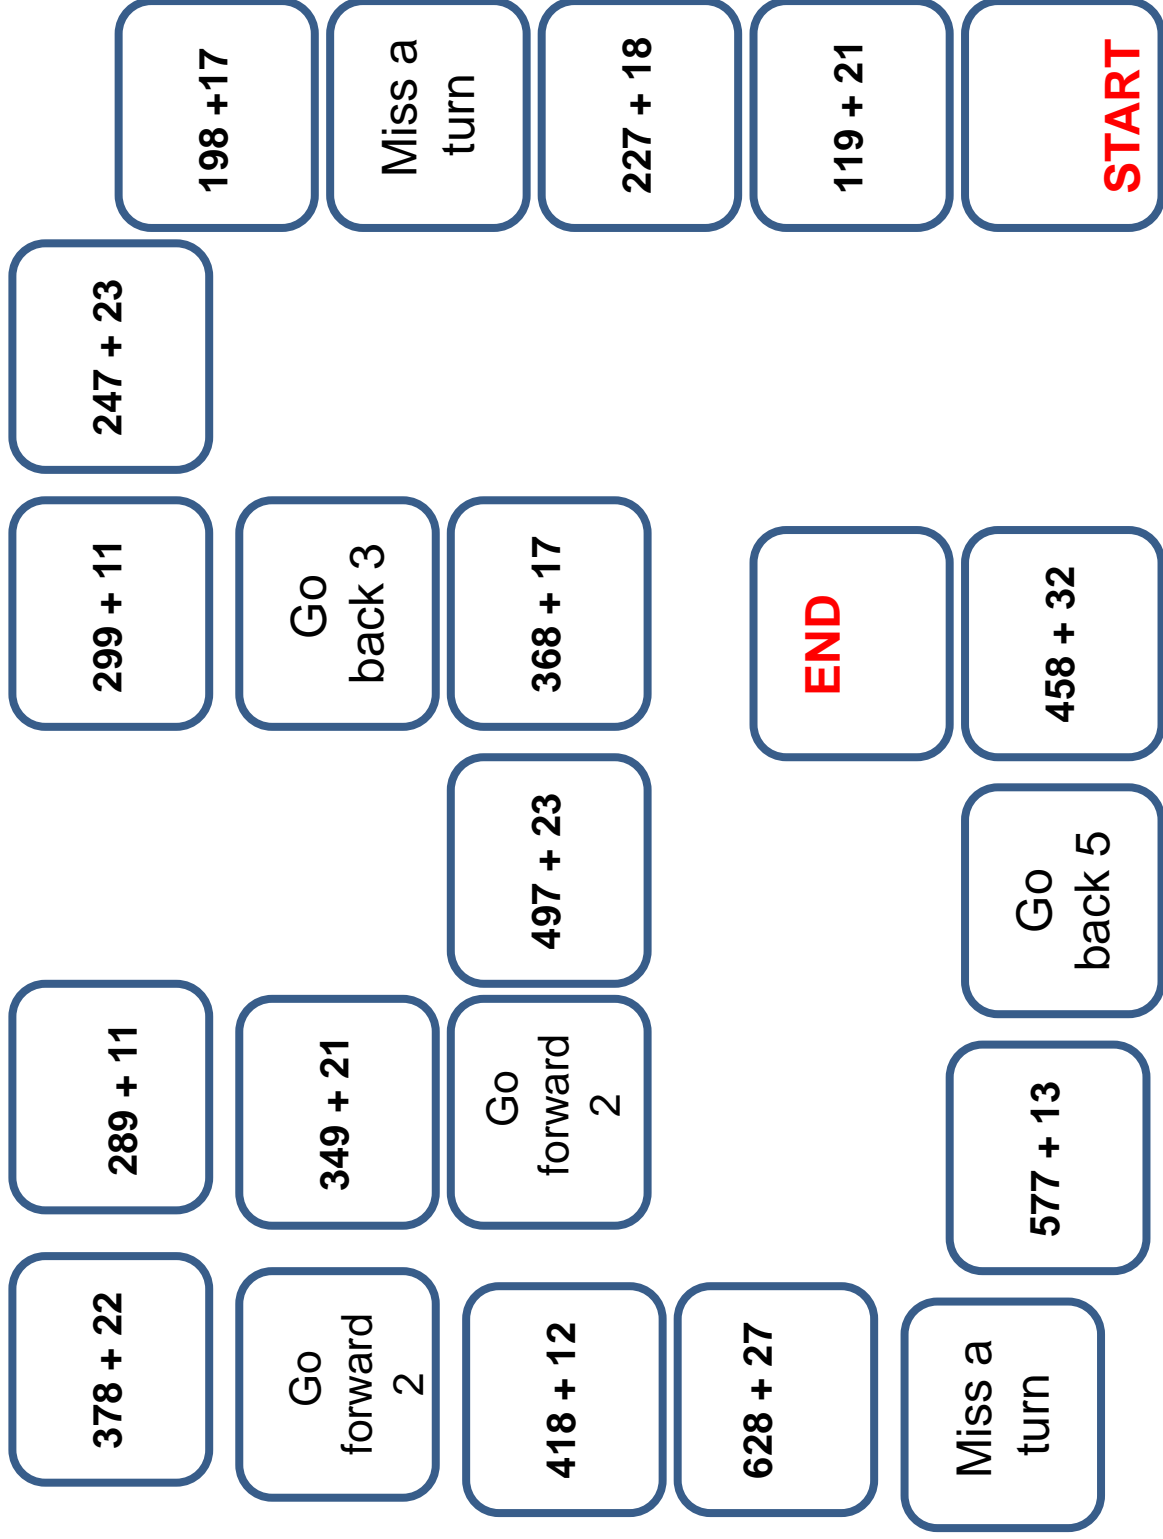 START
119 + 21
227 + 18
Miss a
turn
198 +17
247 + 23
299 + 11
Go
back 3
368 + 17
497 + 23
Go
forward
2
349 + 21
289 + 11
378 + 22
Go
forward
2
418 + 12
628 + 27
Miss a
turn
577 + 13
Go
back 5
458 + 32
END